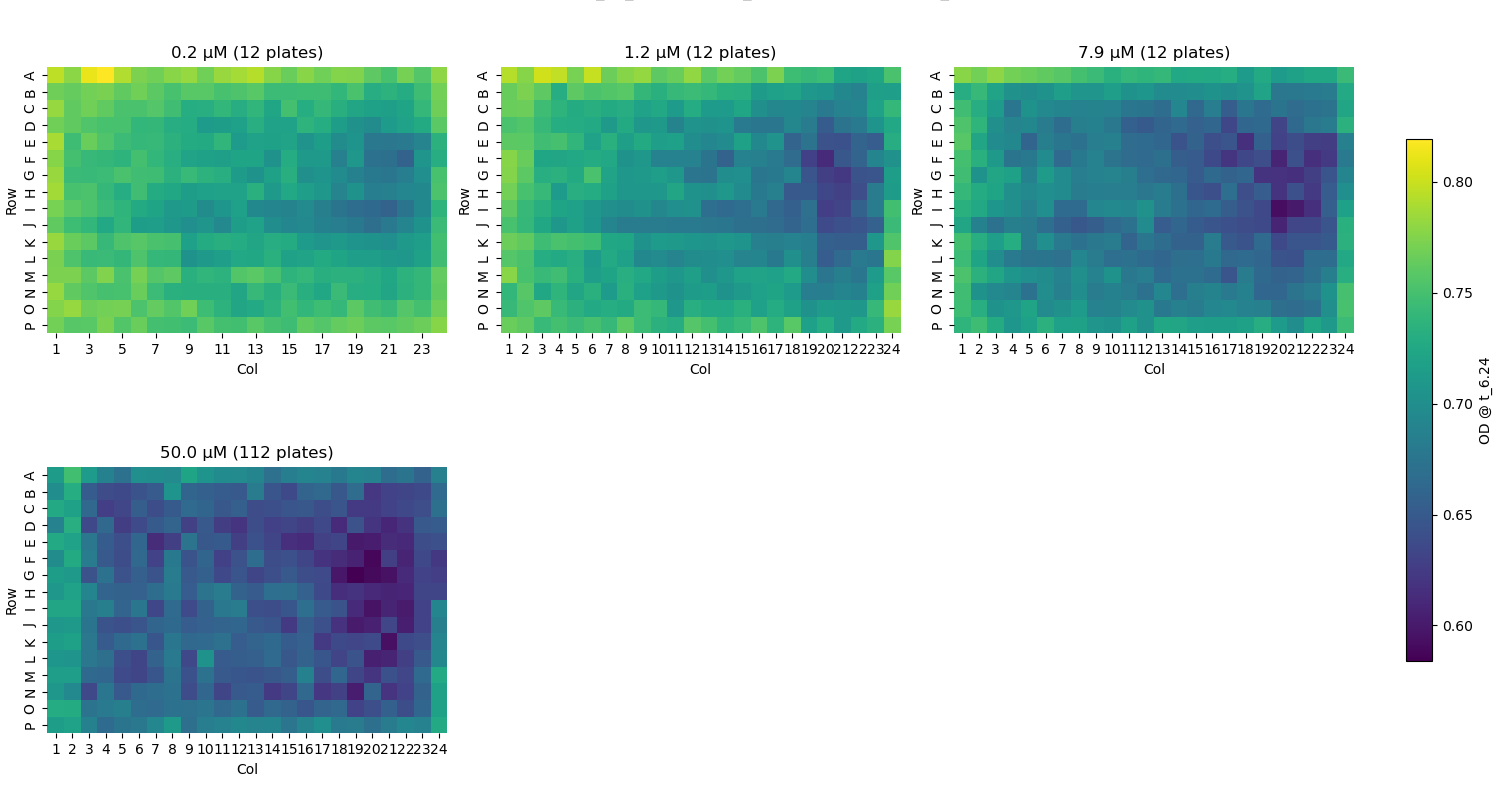 0.2 µM (12 plates)
Row
A
B
C
D
E
F
G
H
I
J
K
L
M
N
O
P
1 3 5 7 9 11 13 15 17 19 21 23
Col
1.2 µM (12 plates)
Row
A
B
C
D
E
F
G
H
I
J
K
L
M
N
O
P
1 2 3 4 5 6 7 8 9 10 11 12 13 14 15 16 17 18 19 20 21 22 23 24
Col
7.9 µM (12 plates)
Row
A
B
C
D
E
F
G
H
I
J
K
L
M
N
O
P
1 2 3 4 5 6 7 8 9 10 11 12 13 14 15 16 17 18 19 20 21 22 23 24
Col
50.0 µM (112 plates)
Row
A
B
C
D
E
F
G
H
I
J
K
L
M
N
O
P
1 2 3 4 5 6 7 8 9 10 11 12 13 14 15 16 17 18 19 20 21 22 23 24
Col
0.80
0.75
0.70
0.65
0.60
OD @ t_6.24